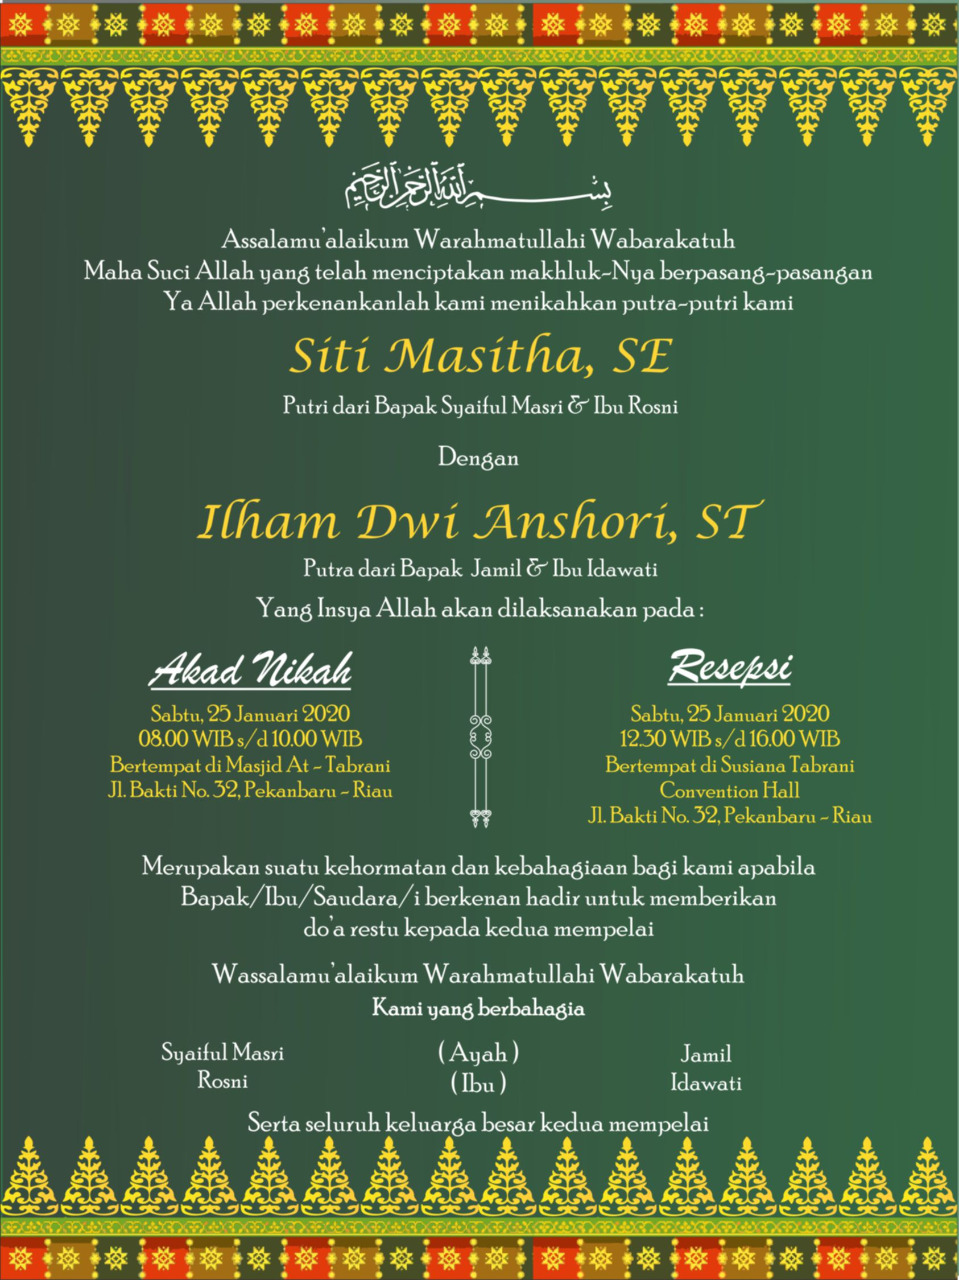 بسم الله الرحمن الرحيم
Assalamu'alaikum Warahmatullahi Wabarakatuh
Maha Suci Allah yang telah menciptakan makhluk-Nya berpasang-pasangan
Ya Allah perkenankanlah kami menikahkan putra-putri kami
Siti Masitha, SE
Putri dari Bapak Syaiful Masri & Ibu Rosni
Dengan
Ilham Dwi Anshori, ST
Putra dari Bapak Jamil & Ibu Idawati
Yang Insya Allah akan dilaksanakan pada :
Akad Nikah
Sabtu, 25 Januari 2020
08.00 WIB s/d 10.00 WIB
Bertempat di Masjid At - Tabrani
Jl. Bakti No. 32, Pekanbaru - Riau
Resepsi
Sabtu, 25 Januari 2020
12.30 WIB s/d 16.00 WIB
Bertempat di Susiana Tabrani
Convention Hall
Jl. Bakti No. 32, Pekanbaru - Riau
Merupakan suatu kehormatan dan kebahagiaan bagi kami apabila
Bapak/Ibu/Saudara/i berkenan hadir untuk memberikan
do'a restu kepada kedua mempelai
Wassalamu'alaikum Warahmatullahi Wabarakatuh
Kami yang berbahagia
Syaiful Masri ( Ayah ) Jamil
Rosni ( Ibu ) Idawati
Serta seluruh keluarga besar kedua mempelai